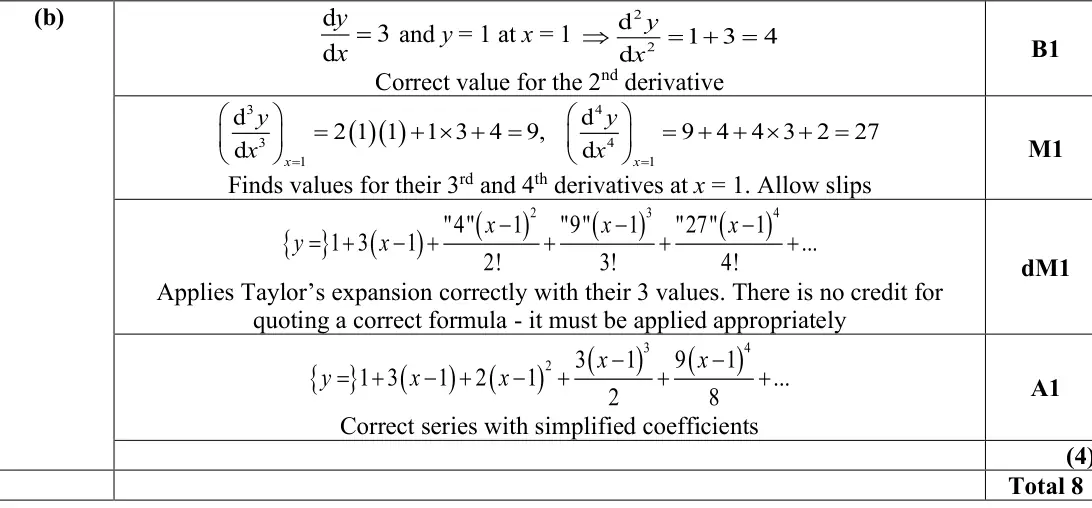 (b)
dy/dx = 3 and y = 1 at x = 1 ⇒ d²y/dx² = 1 + 3 = 4
Correct value for the 2nd derivative
B1
(d³y/dx³)ₓ₌₁ = 2(1)(1) + 1 × 3 + 4 = 9, (d⁴y/dx⁴)ₓ₌₁ = 9 + 4 + 4 × 3 + 2 = 27
Finds values for their 3rd and 4th derivatives at x = 1. Allow slips
M1
{y =}1 + 3(x − 1) + "4"(x − 1)²/2! + "9"(x − 1)³/3! + "27"(x − 1)⁴/4! + ...
Applies Taylor's expansion correctly with their 3 values. There is no credit for
quoting a correct formula - it must be applied appropriately
dM1
{y =}1 + 3(x − 1) + 2(x − 1)² + 3(x − 1)³/2 + 9(x − 1)⁴/8 + ...
Correct series with simplified coefficients
A1
(4)
Total 8